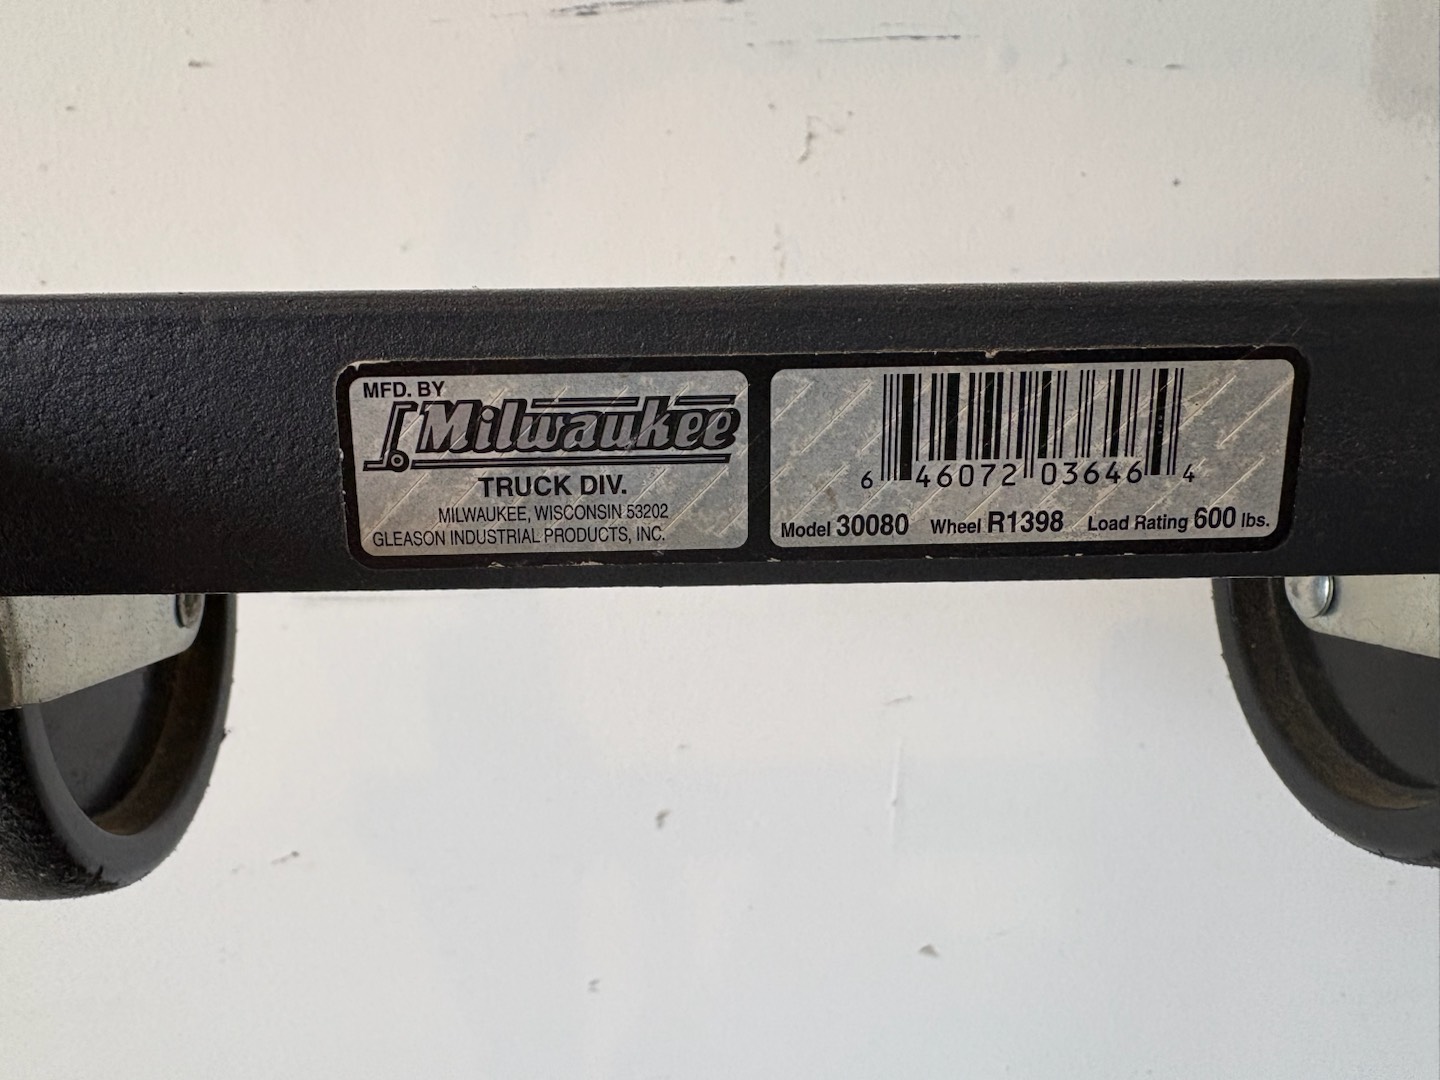 MFD. BY
Milwaukee
TRUCK DIV.
MILWAUKEE, WISCONSIN 53202
GLEASON INDUSTRIAL PRODUCTS, INC.
6 46072 03646 4
Model 30080 Wheel R1398 Load Rating 600 lbs.